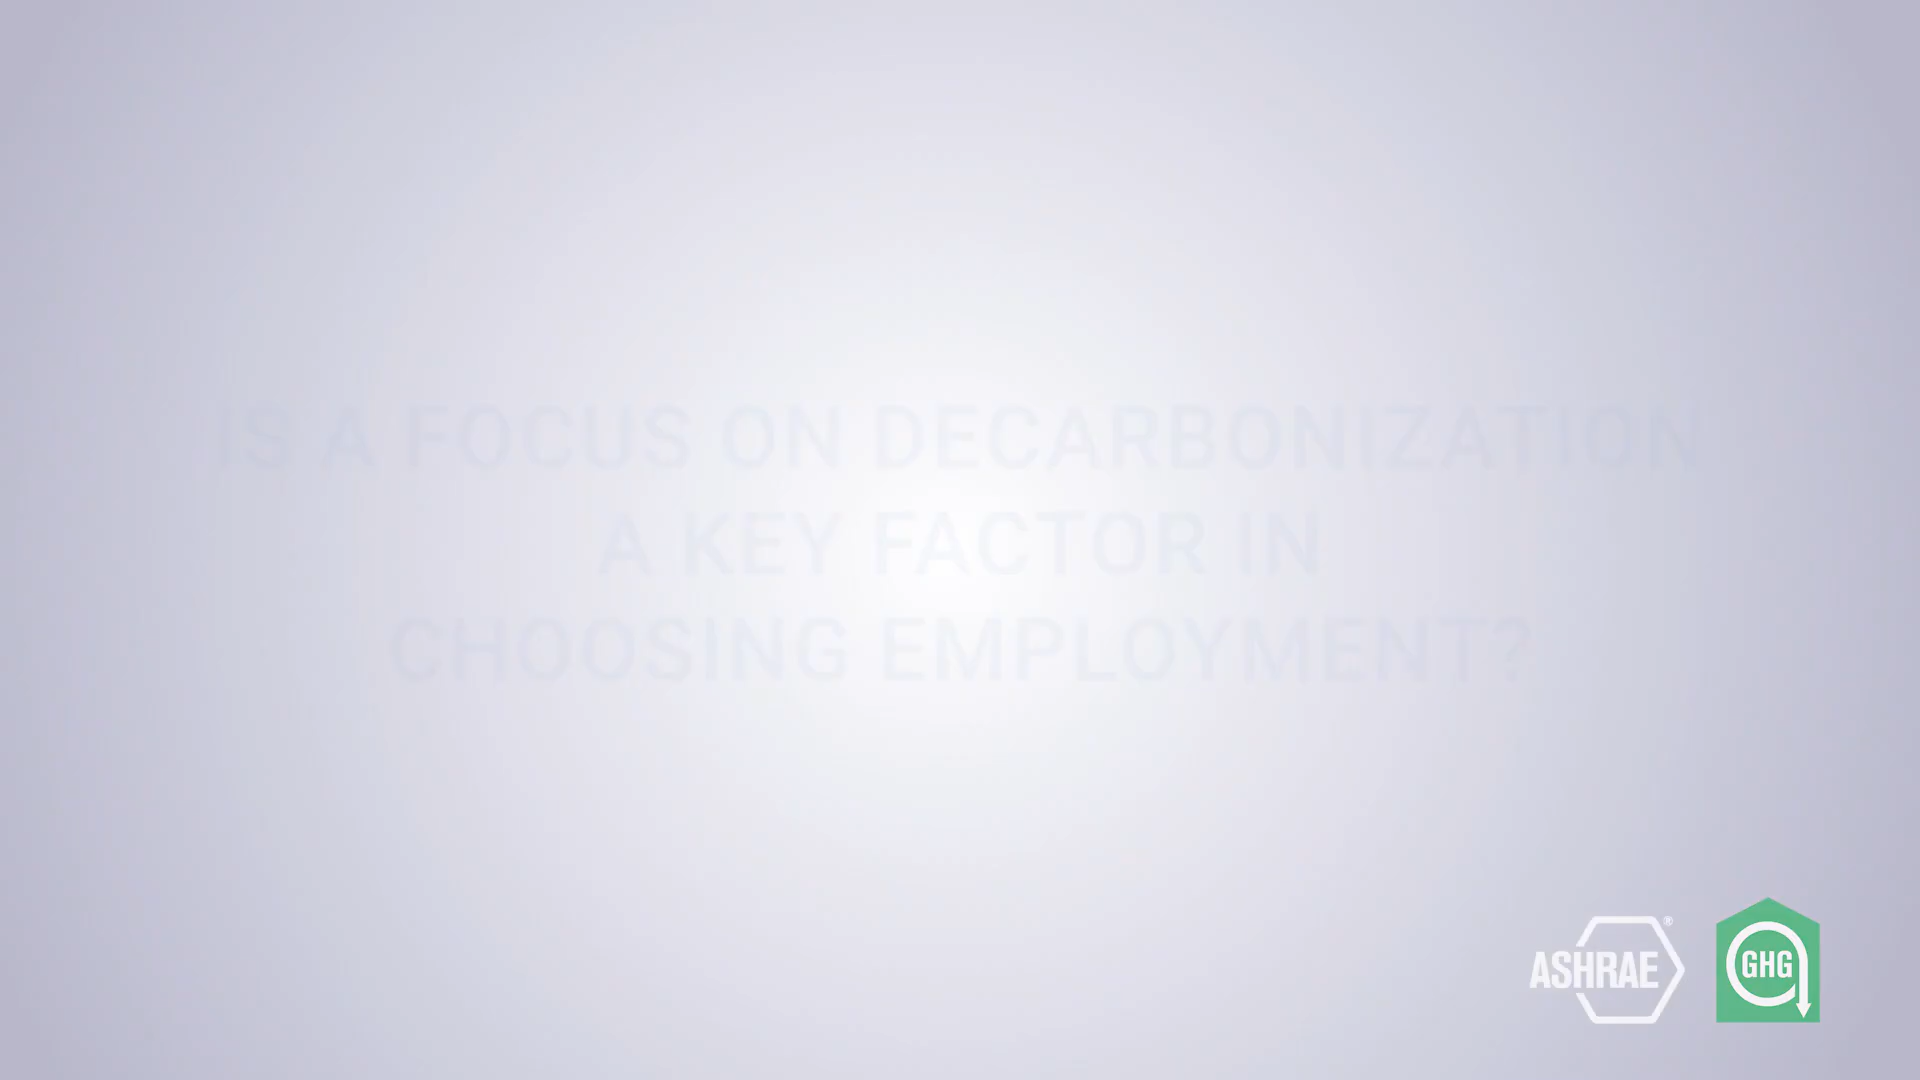 IS A FOCUS ON DECARBONIZATION
A KEY FACTOR IN
CHOOSING EMPLOYMENT?
ASHRAE®
GHG